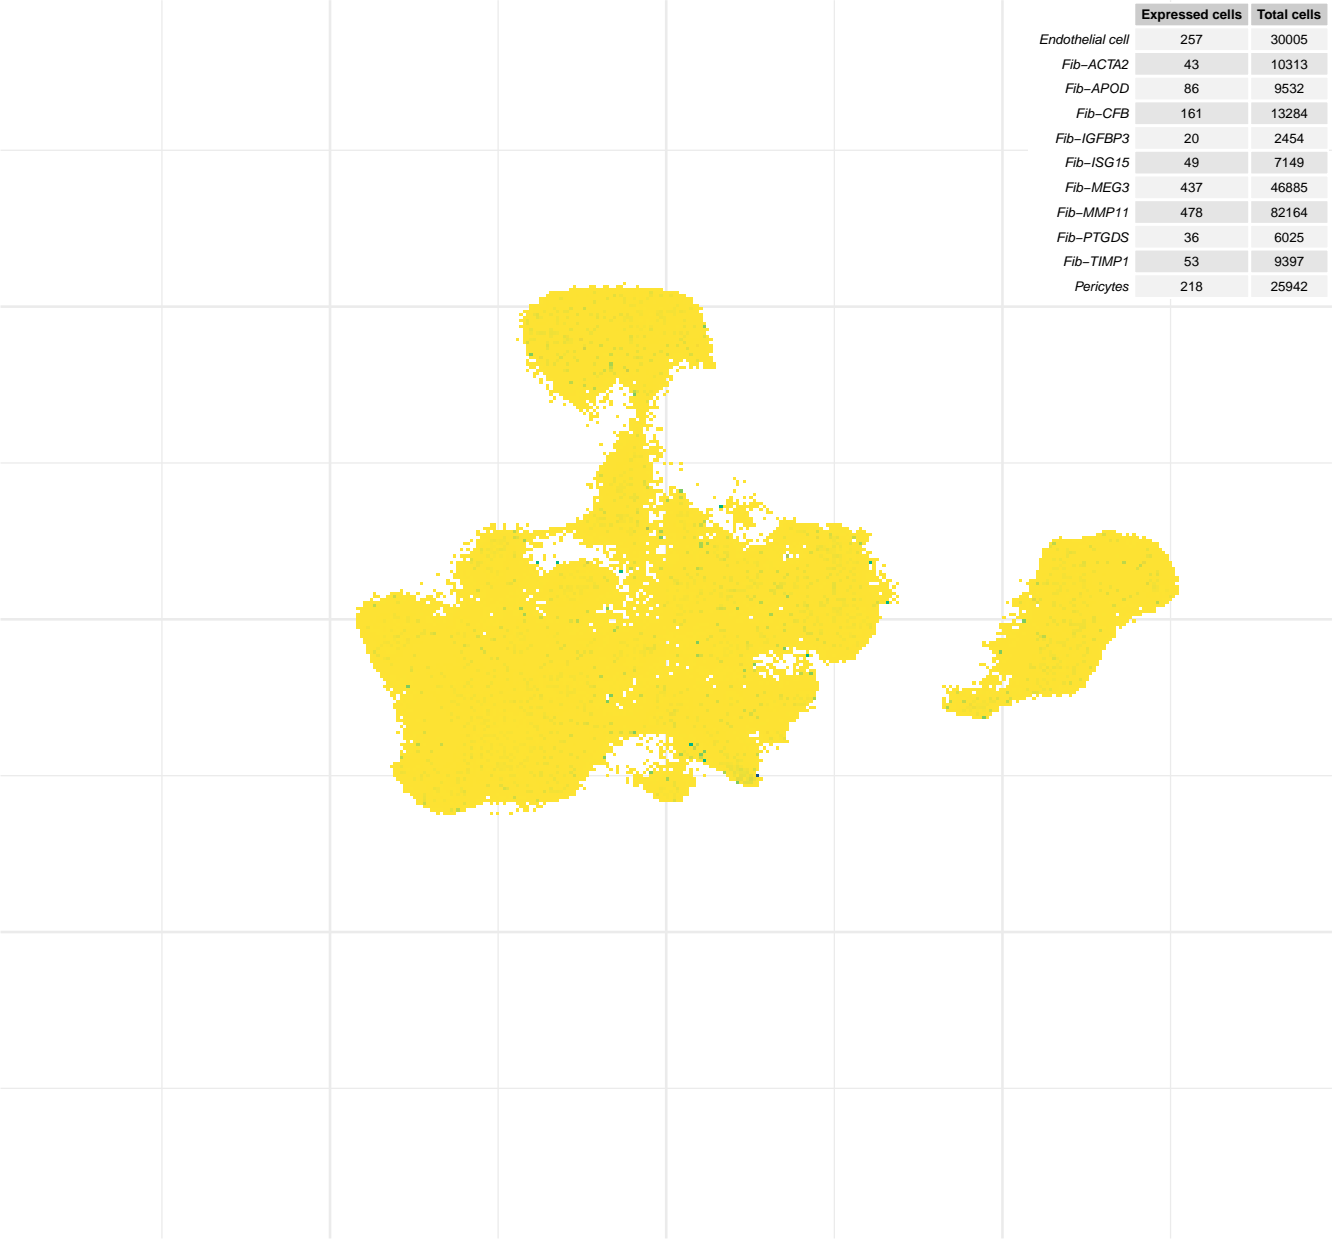 Expressed cells Total cells
Endothelial cell 257 30005
Fib−ACTA2 43 10313
Fib−APOD 86 9532
Fib−CFB 161 13284
Fib−IGFBP3 20 2454
Fib−ISG15 49 7149
Fib−MEG3 437 46885
Fib−MMP11 478 82164
Fib−PTGDS 36 6025
Fib−TIMP1 53 9397
Pericytes 218 25942